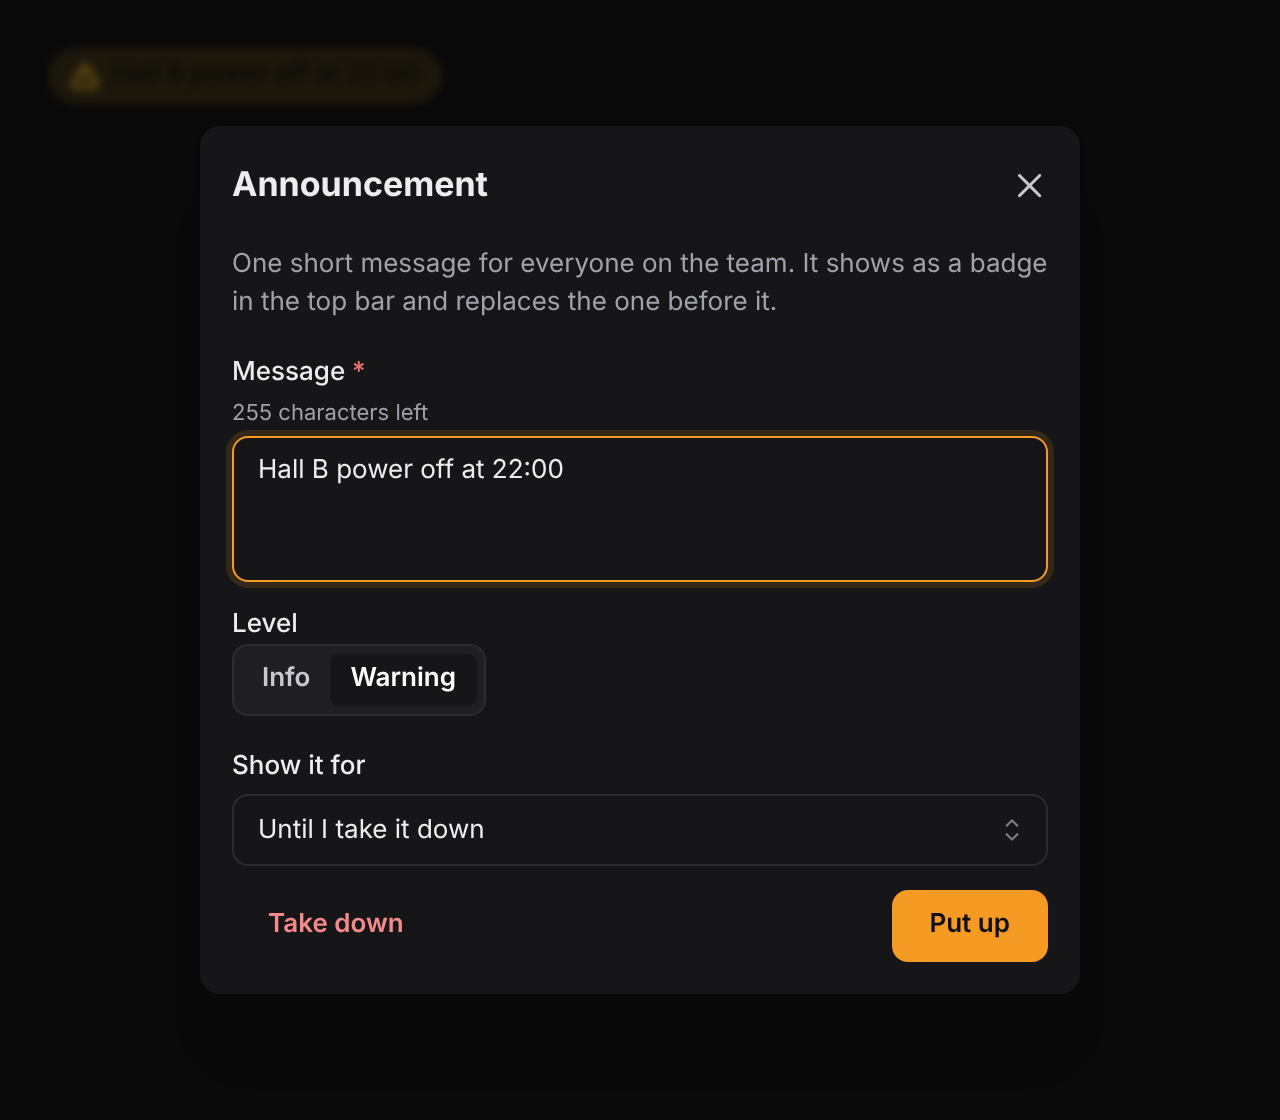 Announcement
One short message for everyone on the team. It shows as a badge
in the top bar and replaces the one before it.
Message *
255 characters left
Hall B power off at 22:00
Level
Info Warning
Show it for
Until I take it down
Take down Put up